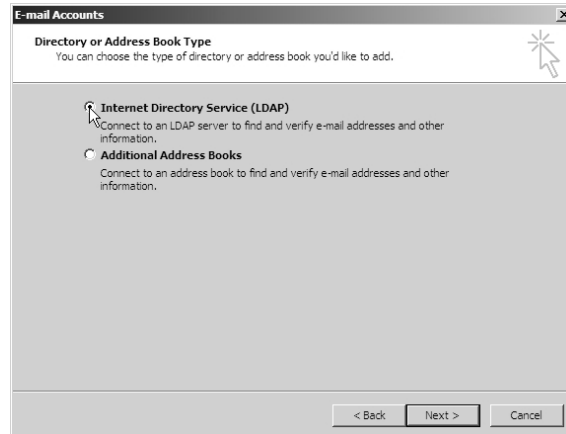 E-mail Accounts
Directory or Address Book Type
You can choose the type of directory or address book you'd like to add.
Internet Directory Service (LDAP)
Connect to an LDAP server to find and verify e-mail addresses and other
information.
Additional Address Books
Connect to an address book to find and verify e-mail addresses and other
information.
< Back Next > Cancel